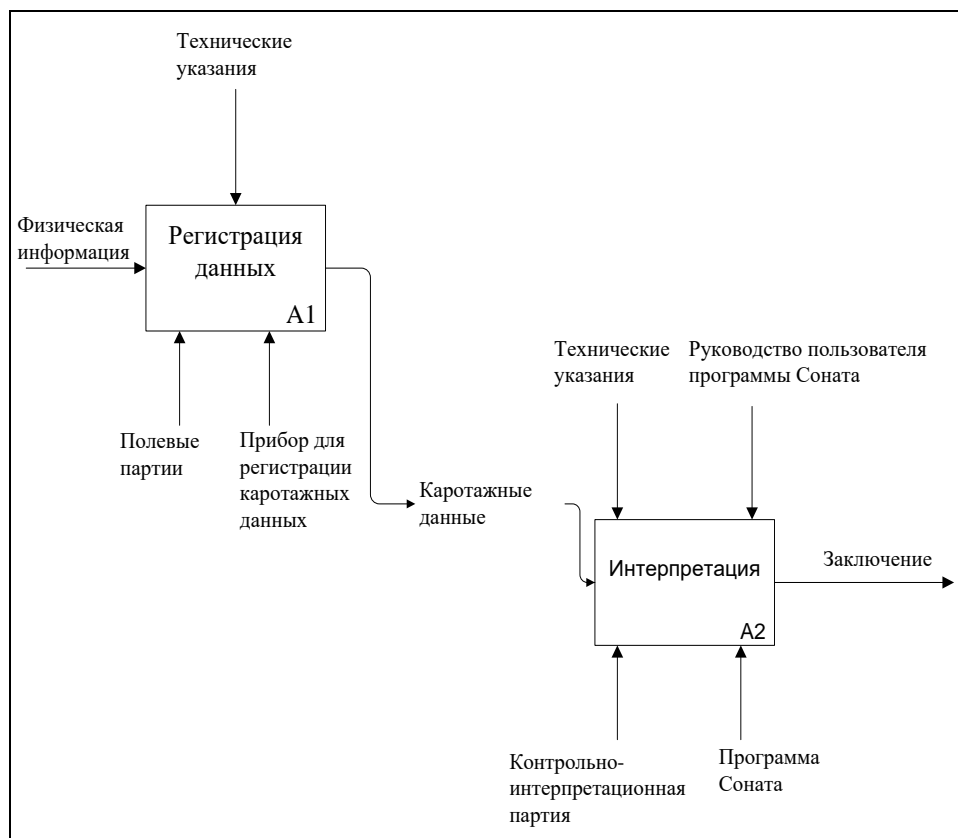 Технические
указания
Физическая
информация
Регистрация
данных
A1
Полевые
партии
Прибор для
регистрации
каротажных
данных
Каротажные
данные
Технические
указания
Руководство пользователя
программы Соната
Интерпретация
A2
Заключение
Контрольно-
интерпретационная
партия
Программа
Соната